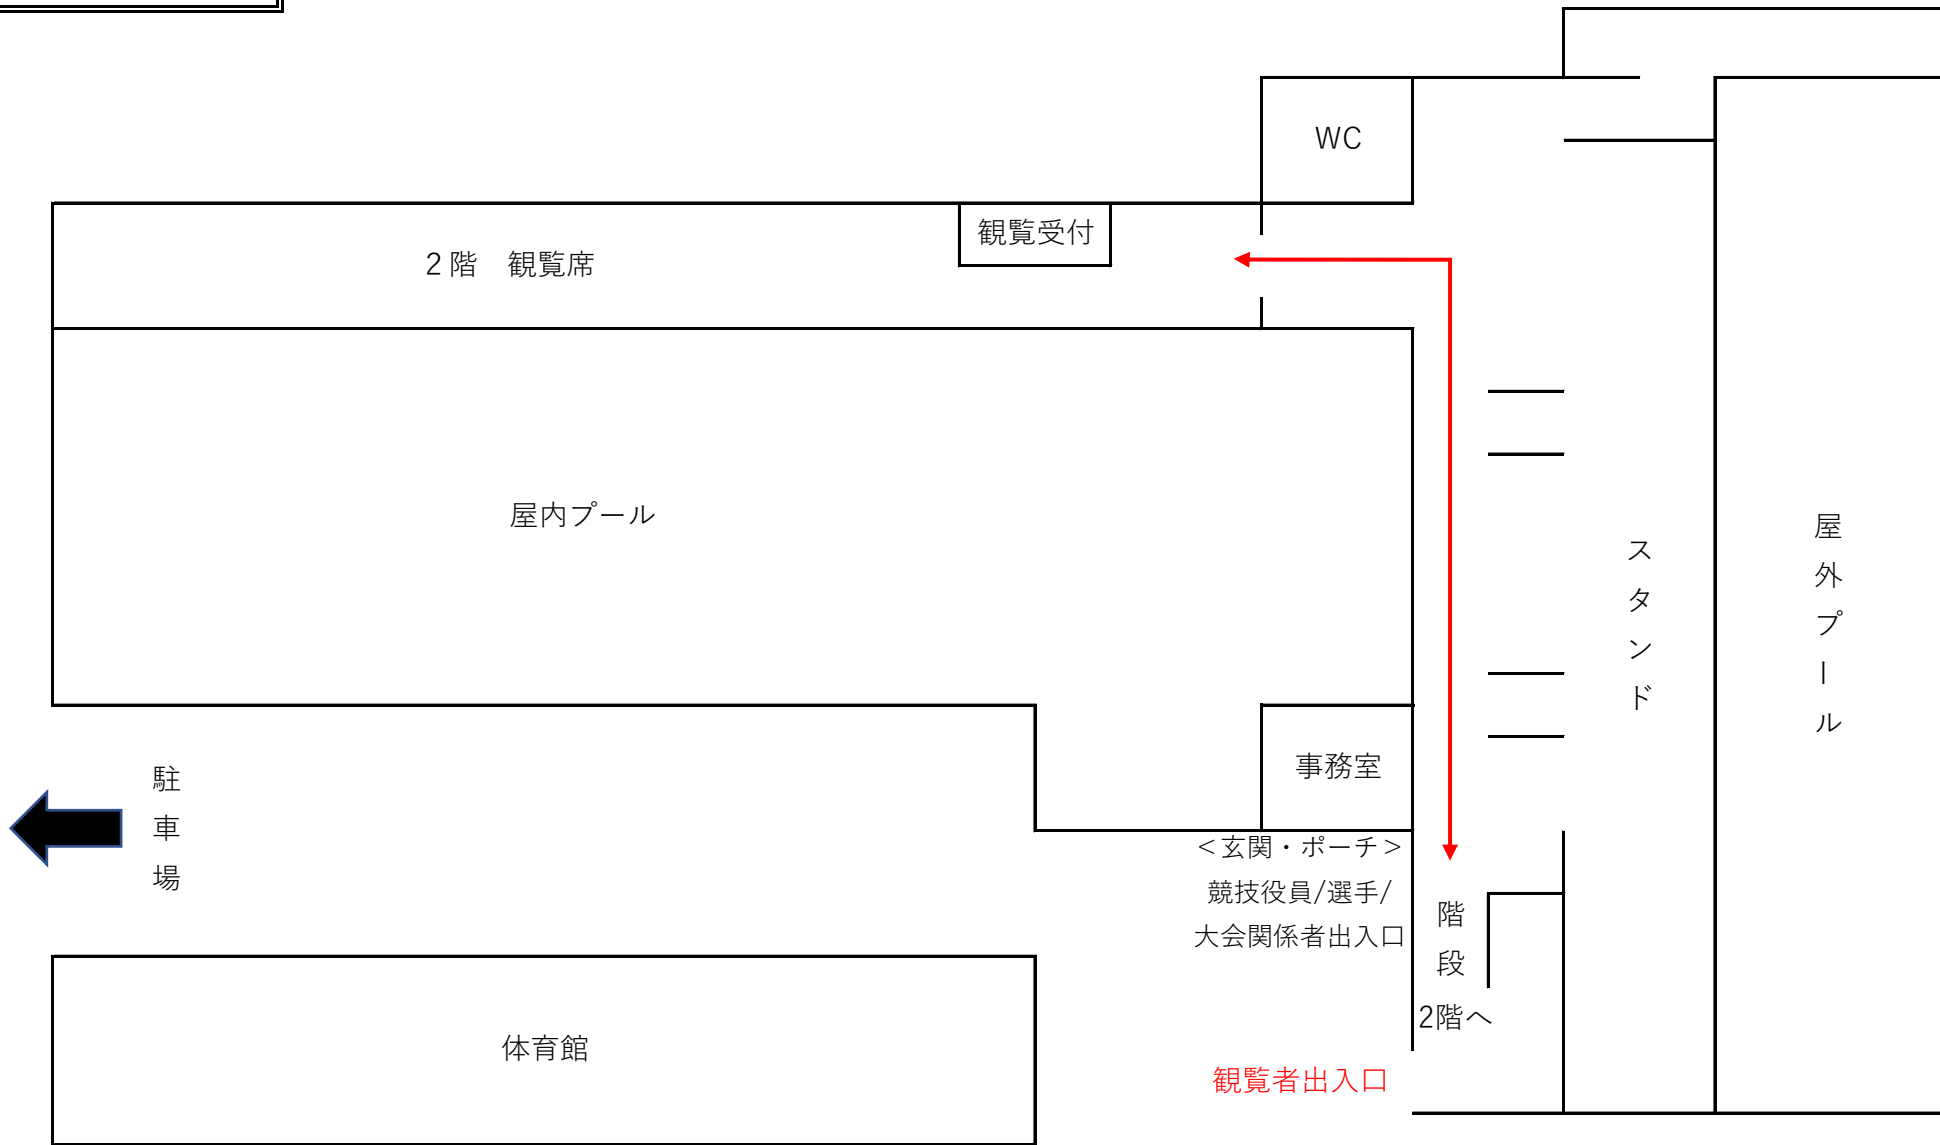 WC
観覧受付
２階　観覧席
屋内プール
スタンド
屋外プール
駐車場
事務室
＜玄関・ポーチ＞
競技役員/選手/
大会関係者出入口
階段
2階へ
体育館
観覧者出入口